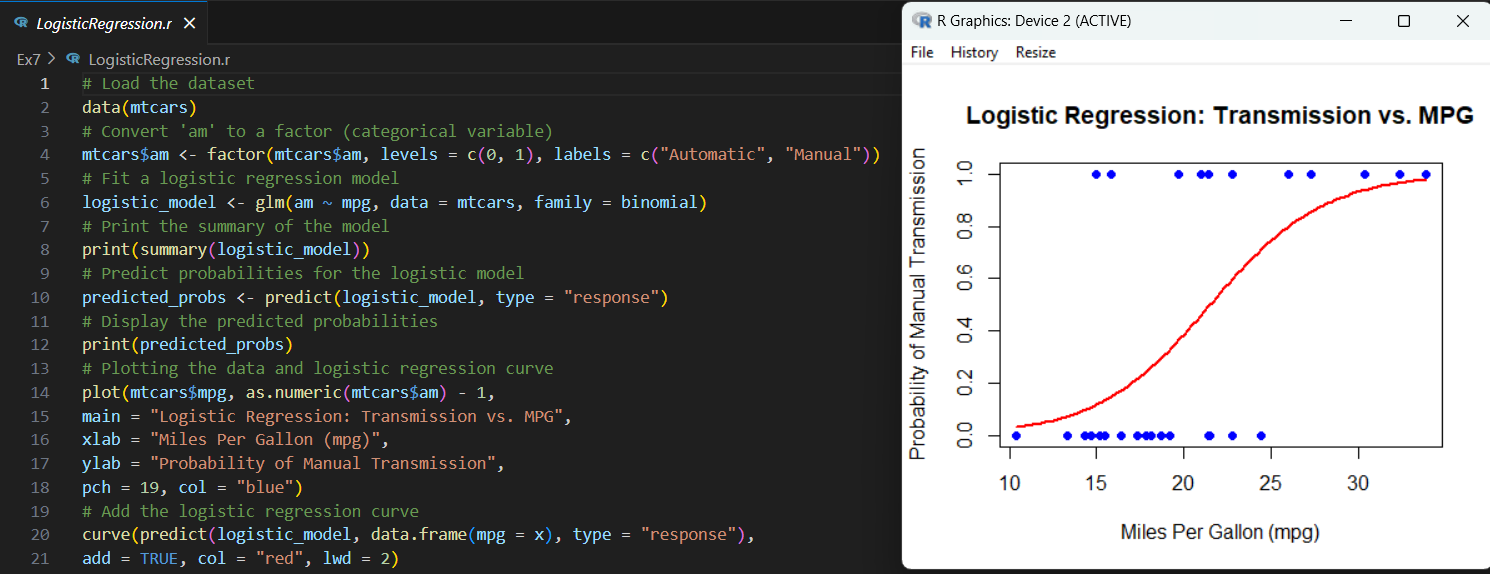 LogisticRegression.r ×
Ex7 > LogisticRegression.r
1 # Load the dataset
2 data(mtcars)
3 # Convert 'am' to a factor (categorical variable)
4 mtcars$am <- factor(mtcars$am, levels = c(0, 1), labels = c("Automatic", "Manual"))
5 # Fit a logistic regression model
6 logistic_model <- glm(am ~ mpg, data = mtcars, family = binomial)
7 # Print the summary of the model
8 print(summary(logistic_model))
9 # Predict probabilities for the logistic model
10 predicted_probs <- predict(logistic_model, type = "response")
11 # Display the predicted probabilities
12 print(predicted_probs)
13 # Plotting the data and logistic regression curve
14 plot(mtcars$mpg, as.numeric(mtcars$am) - 1,
15 main = "Logistic Regression: Transmission vs. MPG",
16 xlab = "Miles Per Gallon (mpg)",
17 ylab = "Probability of Manual Transmission",
18 pch = 19, col = "blue")
19 # Add the logistic regression curve
20 curve(predict(logistic_model, data.frame(mpg = x), type = "response"),
21 add = TRUE, col = "red", lwd = 2)
R Graphics: Device 2 (ACTIVE)
File History Resize
Logistic Regression: Transmission vs. MPG
Probability of Manual Transmission
1.0
0.8
0.6
0.4
0.2
0.0
10 15 20 25 30
Miles Per Gallon (mpg)